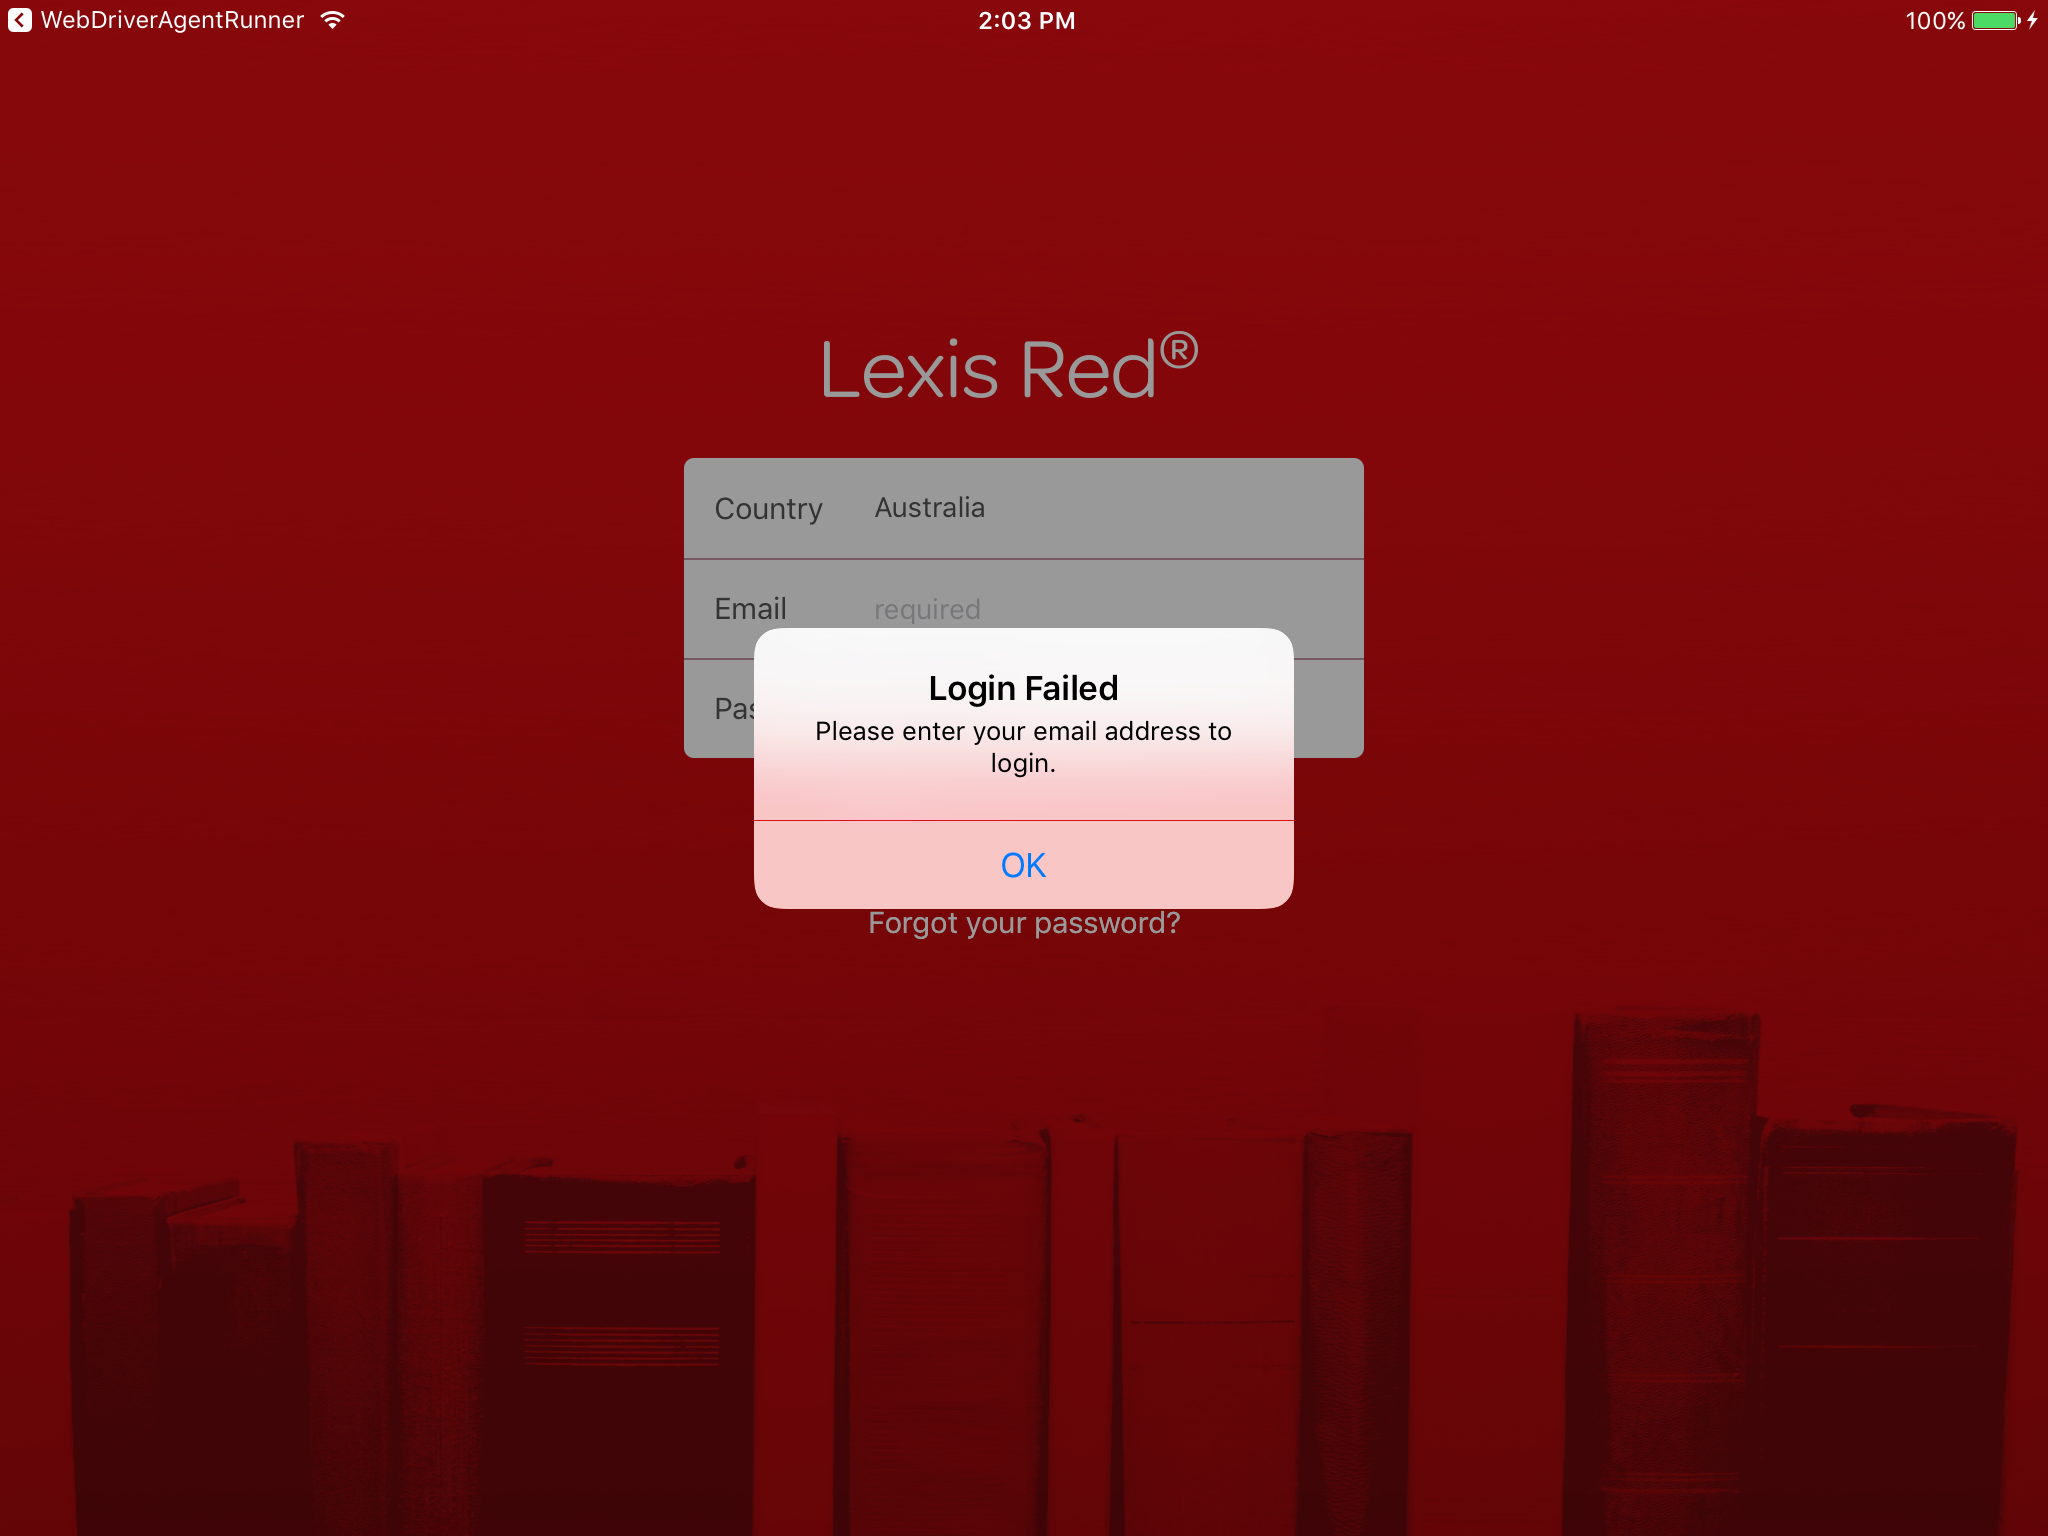 WebDriverAgentRunner
2:03 PM
100%
Lexis Red®
Country Australia
Email required
Pas
Login Failed
Please enter your email address to
login.
OK
Forgot your password?